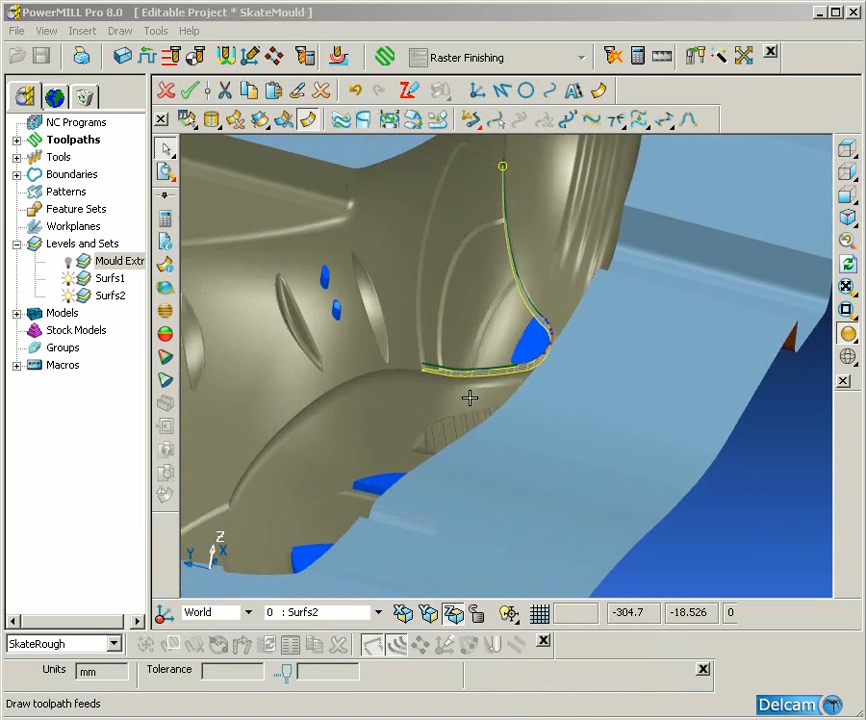 PowerMILL Pro 8.0 - [ Editable Project * SkateMould ]
File View Insert Draw Tools Help
Raster Finishing
NC Programs
Toolpaths
Tools
Boundaries
Patterns
Feature Sets
Workplanes
Levels and Sets
Mould Extr
Surfs1
Surfs2
Models
Stock Models
Groups
Macros
Z
Y X
World 0 : Surfs2 -304.7 -18.526 0
SkateRough
Units mm Tolerance
Draw toolpath feeds
Delcam